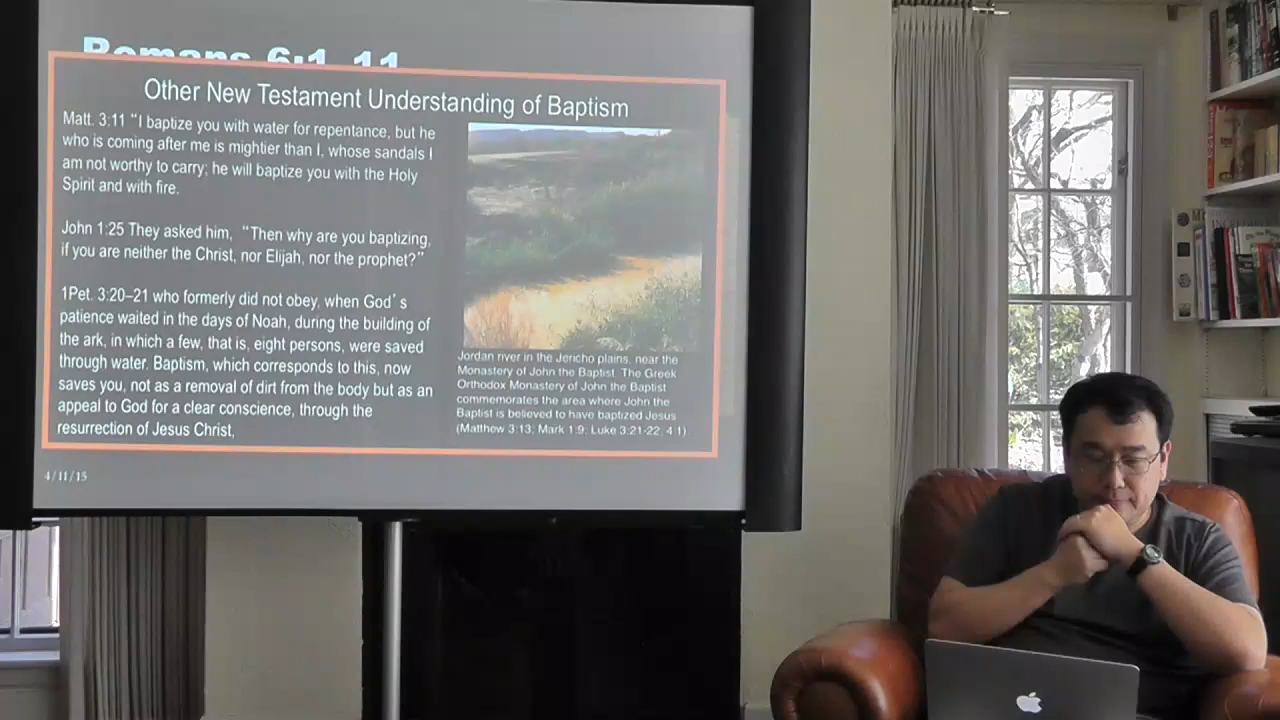 Romans 6:1-11
Other New Testament Understanding of Baptism
Matt. 3:11 “I baptize you with water for repentance, but he
who is coming after me is mightier than I, whose sandals I
am not worthy to carry; he will baptize you with the Holy
Spirit and with fire.
John 1:25 They asked him, “Then why are you baptizing,
if you are neither the Christ, nor Elijah, nor the prophet?”
1Pet. 3:20–21 who formerly did not obey, when God’s
patience waited in the days of Noah, during the building of
the ark, in which a few, that is, eight persons, were saved
through water. Baptism, which corresponds to this, now
saves you, not as a removal of dirt from the body but as an
appeal to God for a clear conscience, through the
resurrection of Jesus Christ,
Jordan river in the Jericho plains, near the
Monastery of John the Baptist. The Greek
Orthodox Monastery of John the Baptist
commemorates the area where John the
Baptist is believed to have baptized Jesus
(Matthew 3:13; Mark 1:9; Luke 3:21-22; 4:1)
4/11/15